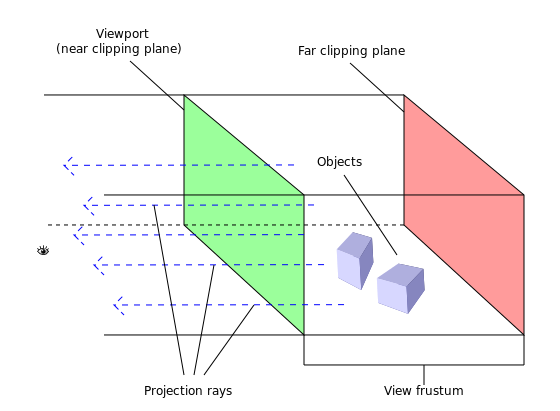 Viewport
(near clipping plane)
Far clipping plane
Objects
Projection rays
View frustum